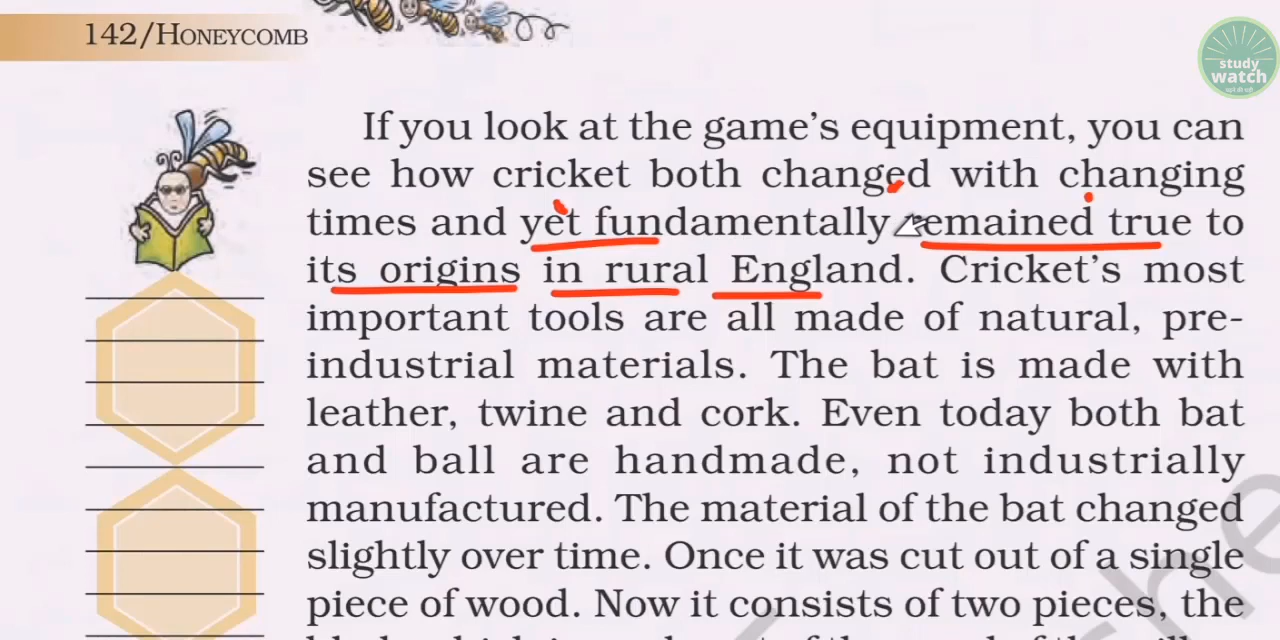 142/HONEYCOMB
study
watch
If you look at the game's equipment, you can
see how cricket both changed with changing
times and yet fundamentally remained true to
its origins in rural England. Cricket's most
important tools are all made of natural, pre-
industrial materials. The bat is made with
leather, twine and cork. Even today both bat
and ball are handmade, not industrially
manufactured. The material of the bat changed
slightly over time. Once it was cut out of a single
piece of wood. Now it consists of two pieces, the